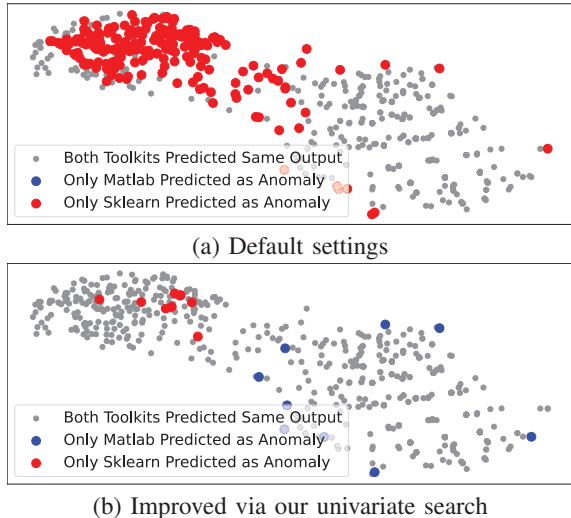 Both Toolkits Predicted Same Output
Only Matlab Predicted as Anomaly
Only Sklearn Predicted as Anomaly
(a) Default settings
Both Toolkits Predicted Same Output
Only Matlab Predicted as Anomaly
Only Sklearn Predicted as Anomaly
(b) Improved via our univariate search